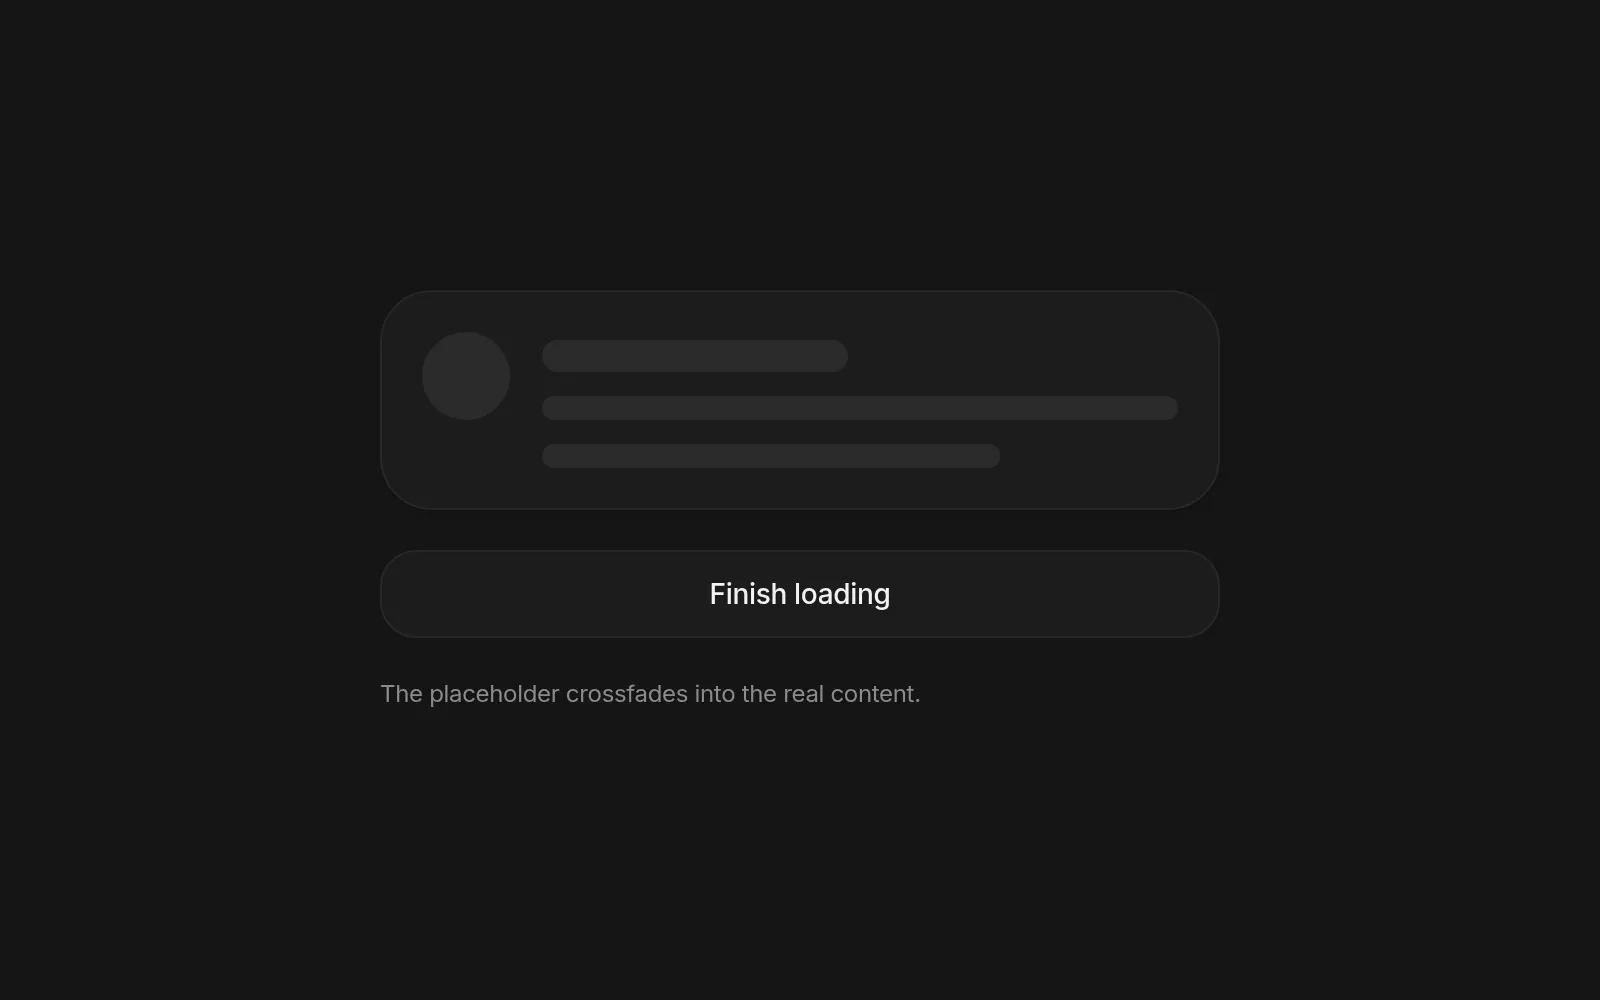 Finish loading
The placeholder crossfades into the real content.